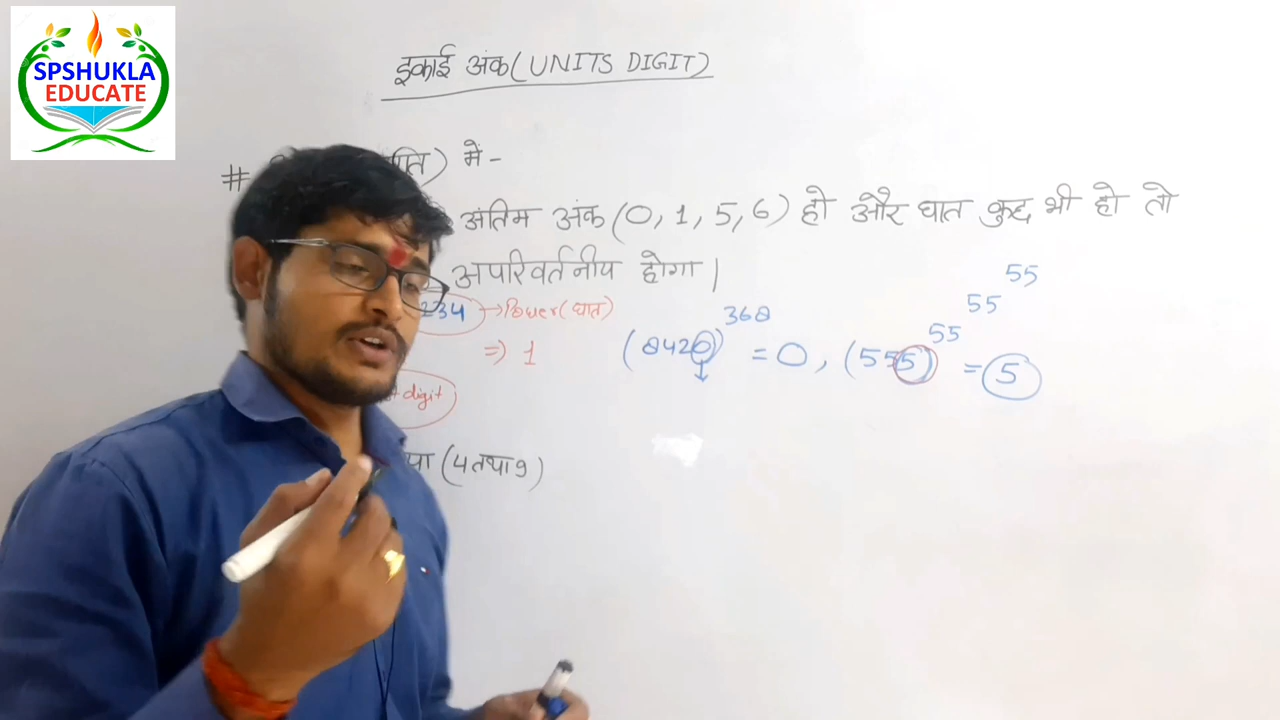 SPSHUKLA
EDUCATE
इकाई अंक (UNITS DIGIT)
# में -
अंतिम अंक (0, 1, 5, 6) हो और घात कुछ भी हो तो
अपरिवर्तनीय होगा |
234 → Power (घात)
⇒ 1
(8420)^368 = 0, (555)^55^55^55 = 5
digit
(4 तथा 9)